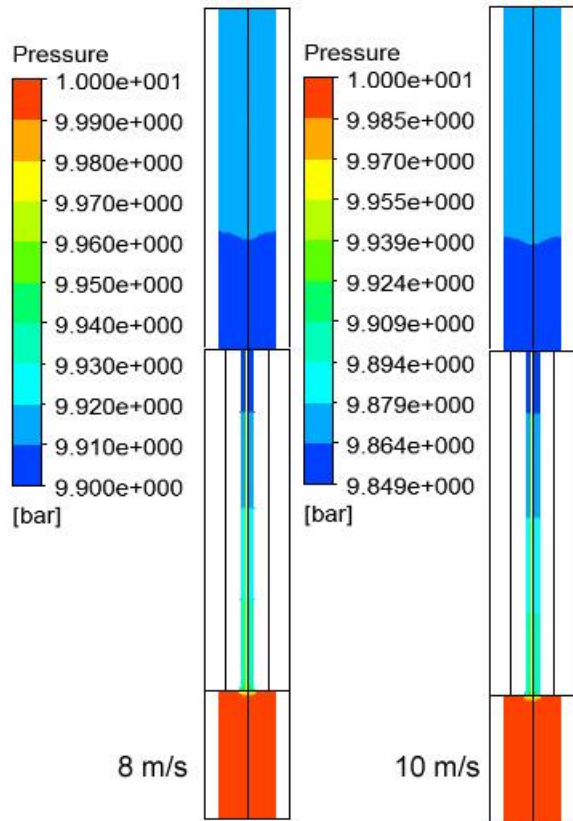 Pressure
1.000e+001
9.990e+000
9.980e+000
9.970e+000
9.960e+000
9.950e+000
9.940e+000
9.930e+000
9.920e+000
9.910e+000
9.900e+000
[bar]
8 m/s
Pressure
1.000e+001
9.985e+000
9.970e+000
9.955e+000
9.939e+000
9.924e+000
9.909e+000
9.894e+000
9.879e+000
9.864e+000
9.849e+000
[bar]
10 m/s